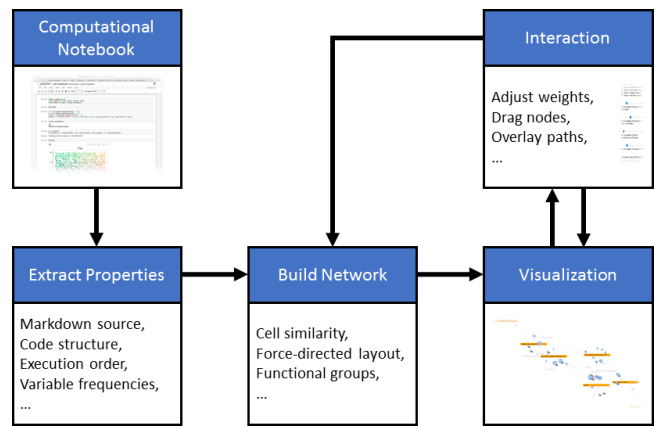 Computational
Notebook
Interaction
Adjust weights,
Drag nodes,
Overlay paths,
...
Extract Properties
Build Network
Visualization
Markdown source,
Code structure,
Execution order,
Variable frequencies,
...
Cell similarity,
Force-directed layout,
Functional groups,
...